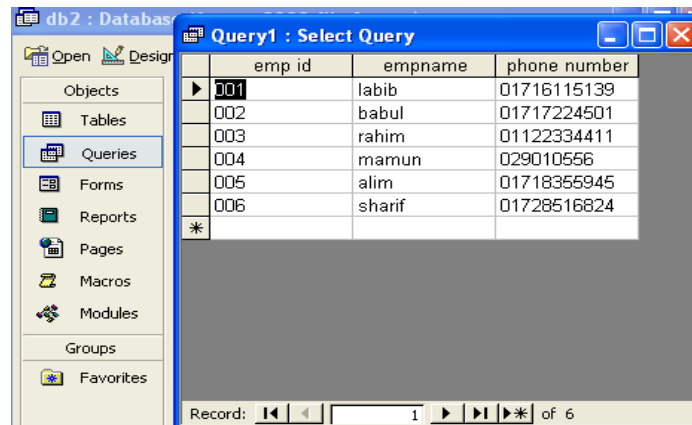 db2 : Databas
Open Design
Objects
Tables
Queries
Forms
Reports
Pages
Macros
Modules
Groups
Favorites
Query1 : Select Query
emp id empname phone number
001 labib 01716115139
002 babul 01717224501
003 rahim 01122334411
004 mamun 029010556
005 alim 01718355945
006 sharif 01728516824
Record: 1 of 6